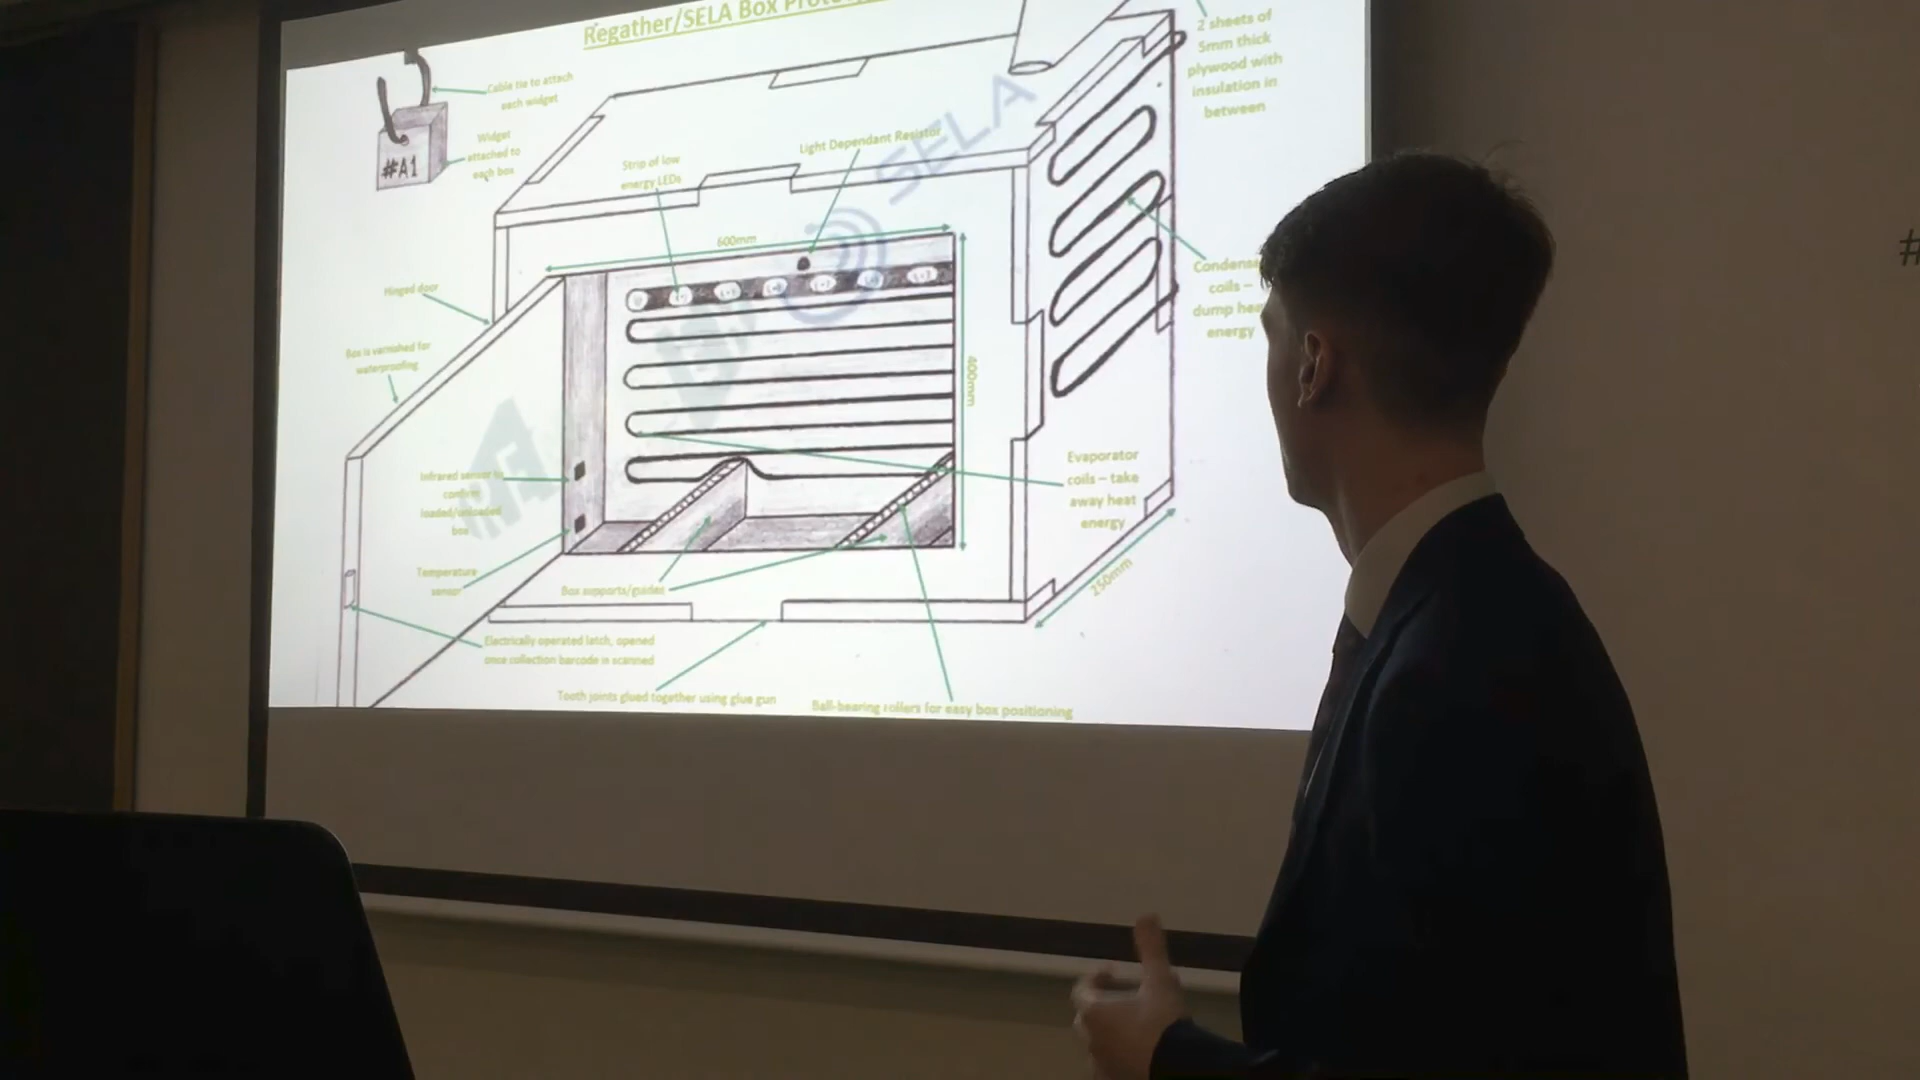 Regather/SELA Box
2 sheets of
5mm thick
plywood with
insulation in
between
Cable tie to attach
each widget
Widget
attached to
each box
#A1
Strip of low
energy LEDs
Light Dependant Resistor
SELA
600mm
Hinged door
Box is varnished for
waterproofing
coils –
dump
energy
400mm
Evaporator
coils – take
away heat
energy
Infrared sensor to
confirm
loaded/unloaded
box
Temperature
sensor
Box supports/guides
Electrically operated latch, opened
once collection barcode is scanned
Tooth joints glued together using glue gun
Ball-bearing rollers for easy box positioning
#